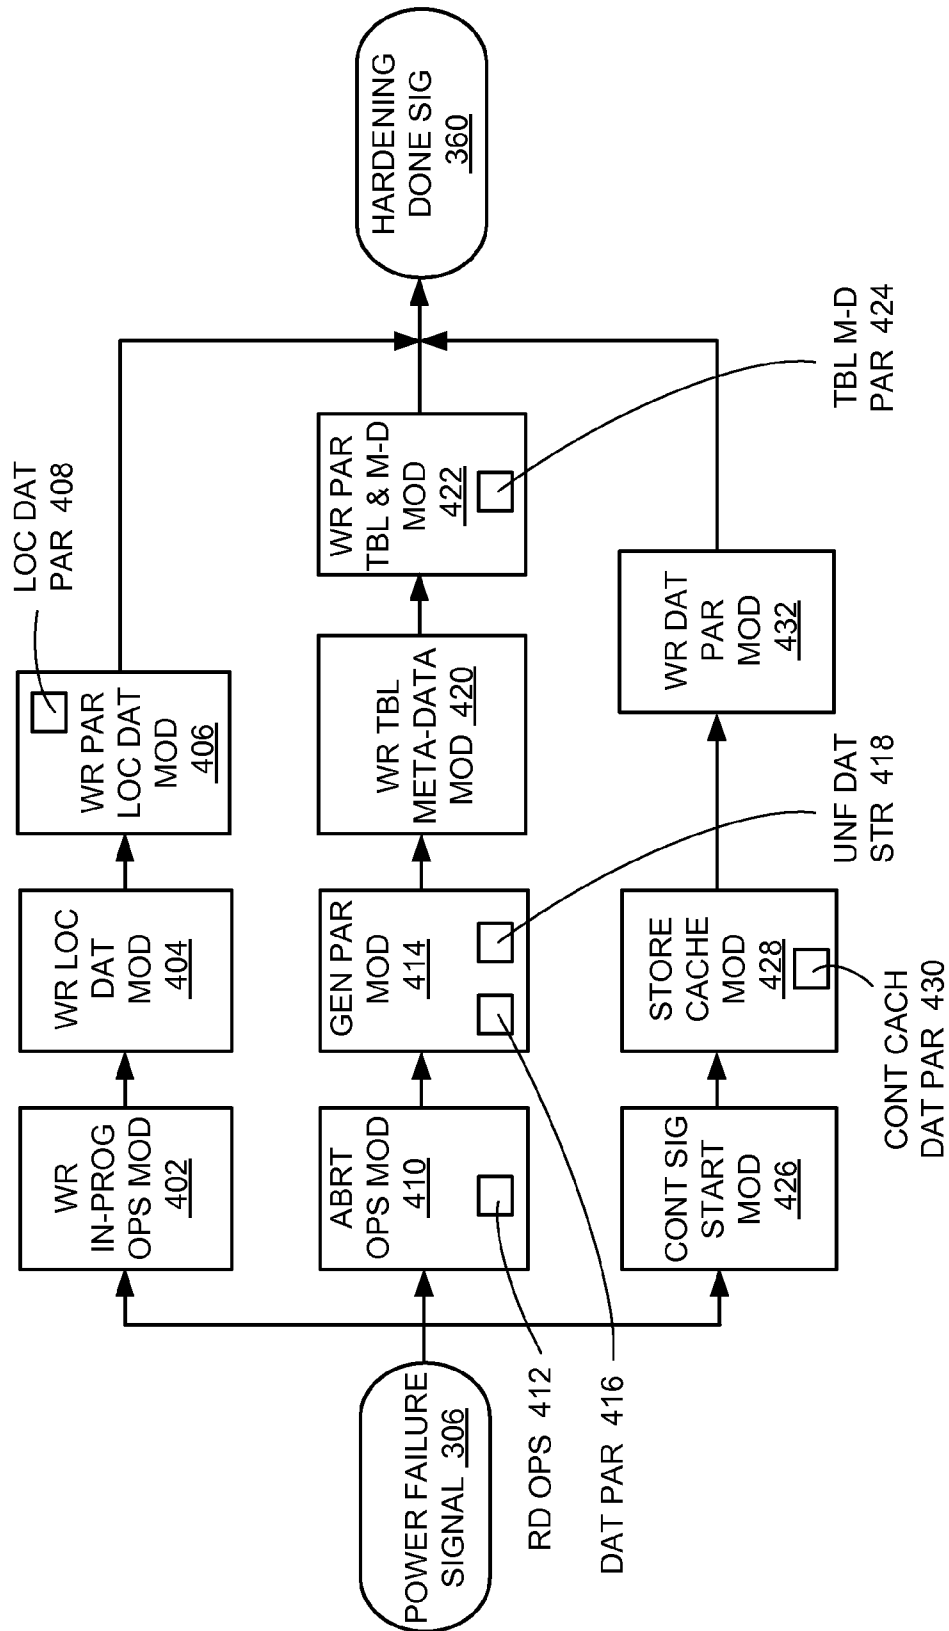 POWER FAILURE
SIGNAL 306
WR
IN-PROG
OPS MOD
402
WR LOC
DAT
MOD
404
WR PAR
LOC DAT
MOD
406
LOC DAT
PAR 408
ABRT
OPS MOD
410
RD OPS 412
GEN PAR
MOD
414
DAT PAR 416
UNF DAT
STR 418
WR TBL
META-DATA
MOD 420
WR PAR
TBL & M-D
MOD
422
TBL M-D
PAR 424
CONT SIG
START
MOD
426
STORE
CACHE
MOD
428
CONT CACH
DAT PAR 430
WR DAT
PAR
MOD
432
HARDENING
DONE SIG
360